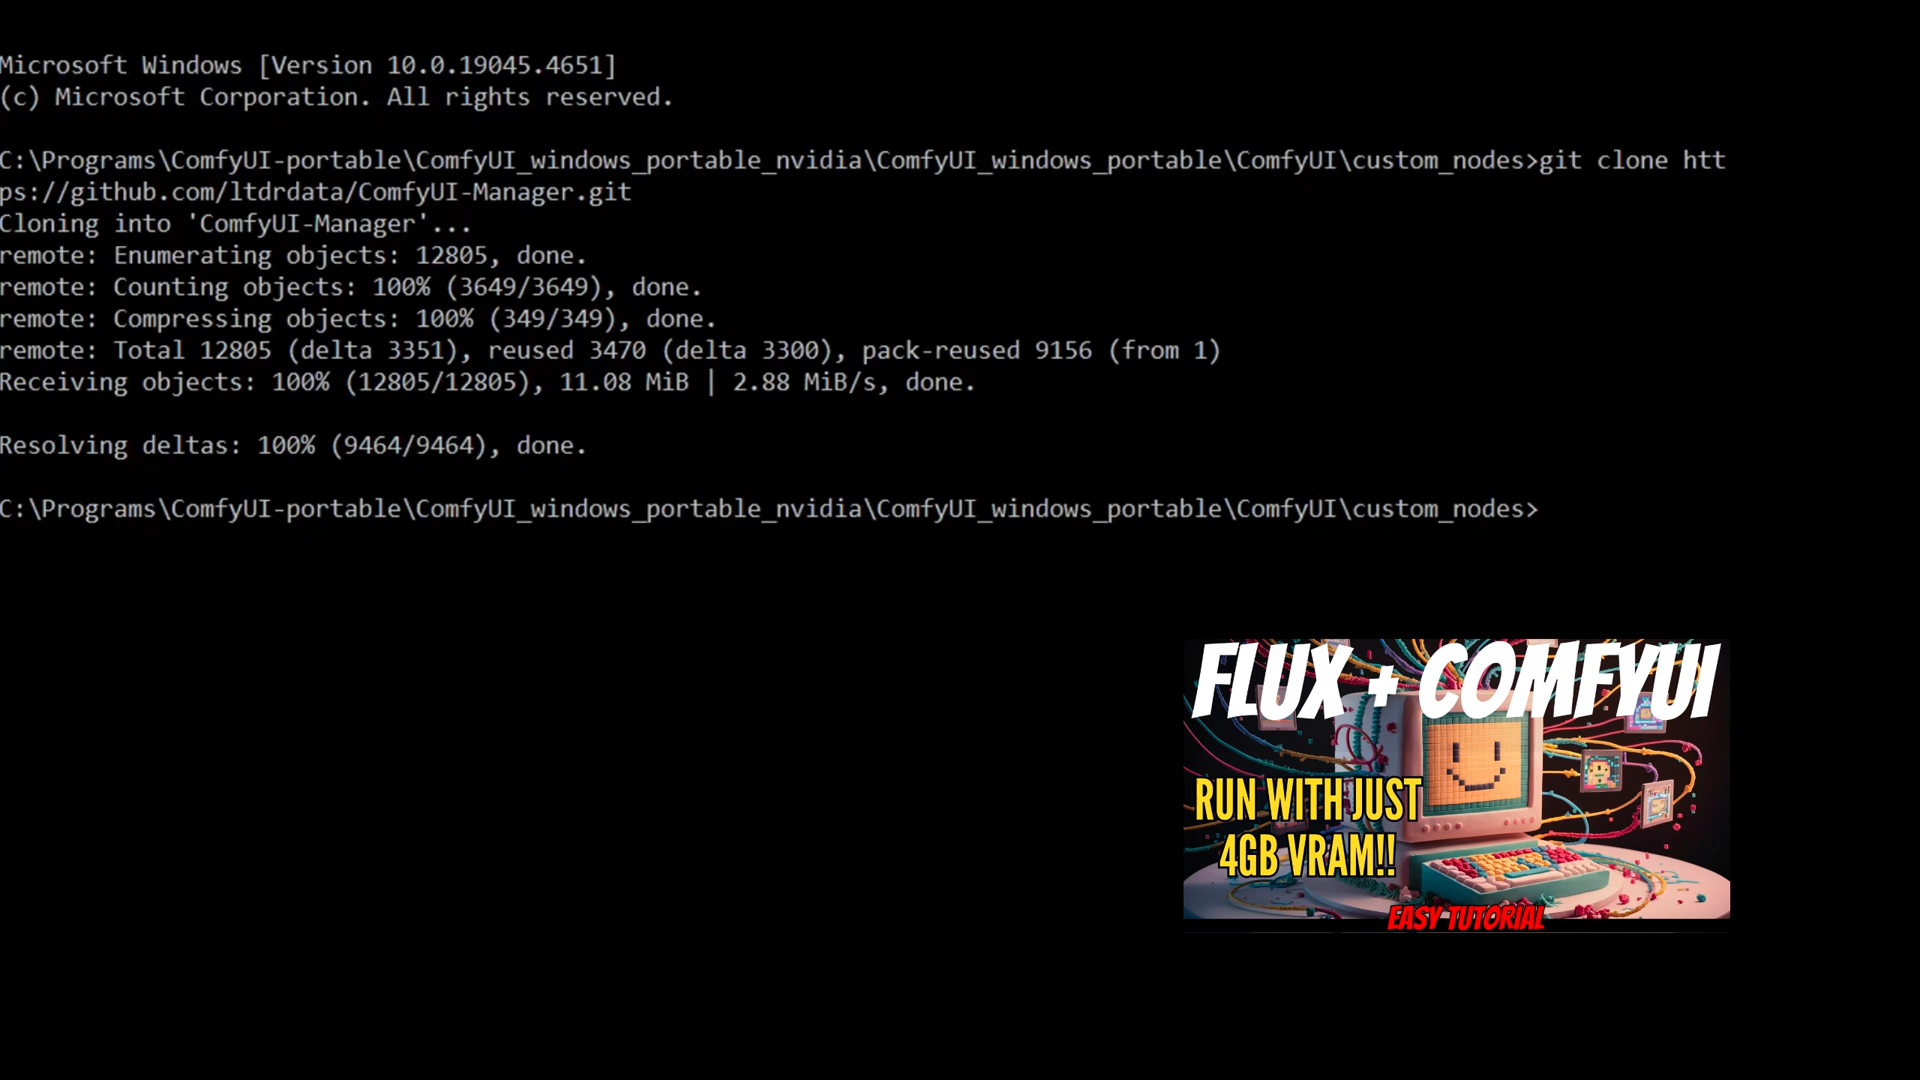 Microsoft Windows [Version 10.0.19045.4651]
(c) Microsoft Corporation. All rights reserved.
C:\Programs\ComfyUI-portable\ComfyUI_windows_portable_nvidia\ComfyUI_windows_portable\ComfyUI\custom_nodes>git clone htt
ps://github.com/ltdrdata/ComfyUI-Manager.git
Cloning into 'ComfyUI-Manager'...
remote: Enumerating objects: 12805, done.
remote: Counting objects: 100% (3649/3649), done.
remote: Compressing objects: 100% (349/349), done.
remote: Total 12805 (delta 3351), reused 3470 (delta 3300), pack-reused 9156 (from 1)
Receiving objects: 100% (12805/12805), 11.08 MiB | 2.88 MiB/s, done.
Resolving deltas: 100% (9464/9464), done.
C:\Programs\ComfyUI-portable\ComfyUI_windows_portable_nvidia\ComfyUI_windows_portable\ComfyUI\custom_nodes>
FLUX + COMFYUI
RUN WITH JUST
4GB VRAM!!
EASY TUTORIAL